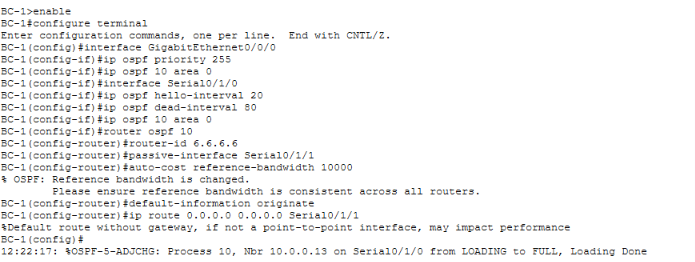 BC-1>enable
BC-1#configure terminal
Enter configuration commands, one per line.  End with CNTL/Z.
BC-1(config)#interface GigabitEthernet0/0/0
BC-1(config-if)#ip ospf priority 255
BC-1(config-if)#ip ospf 10 area 0
BC-1(config-if)#interface Serial0/1/0
BC-1(config-if)#ip ospf hello-interval 20
BC-1(config-if)#ip ospf dead-interval 80
BC-1(config-if)#ip ospf 10 area 0
BC-1(config-if)#router ospf 10
BC-1(config-router)#router-id 6.6.6.6
BC-1(config-router)#passive-interface Serial0/1/1
BC-1(config-router)#auto-cost reference-bandwidth 10000
% OSPF: Reference bandwidth is changed.
        Please ensure reference bandwidth is consistent across all routers.
BC-1(config-router)#default-information originate
BC-1(config-router)#ip route 0.0.0.0 0.0.0.0 Serial0/1/1
%Default route without gateway, if not a point-to-point interface, may impact performance
BC-1(config)#
12:22:17: %OSPF-5-ADJCHG: Process 10, Nbr 10.0.0.13 on Serial0/1/0 from LOADING to FULL, Loading Done